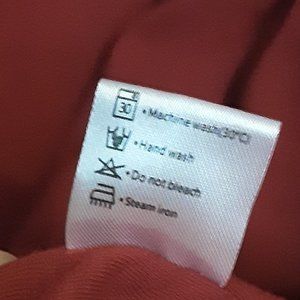 30 • Machine wash(30°C)
• Hand wash
• Do not bleach
• Steam iron